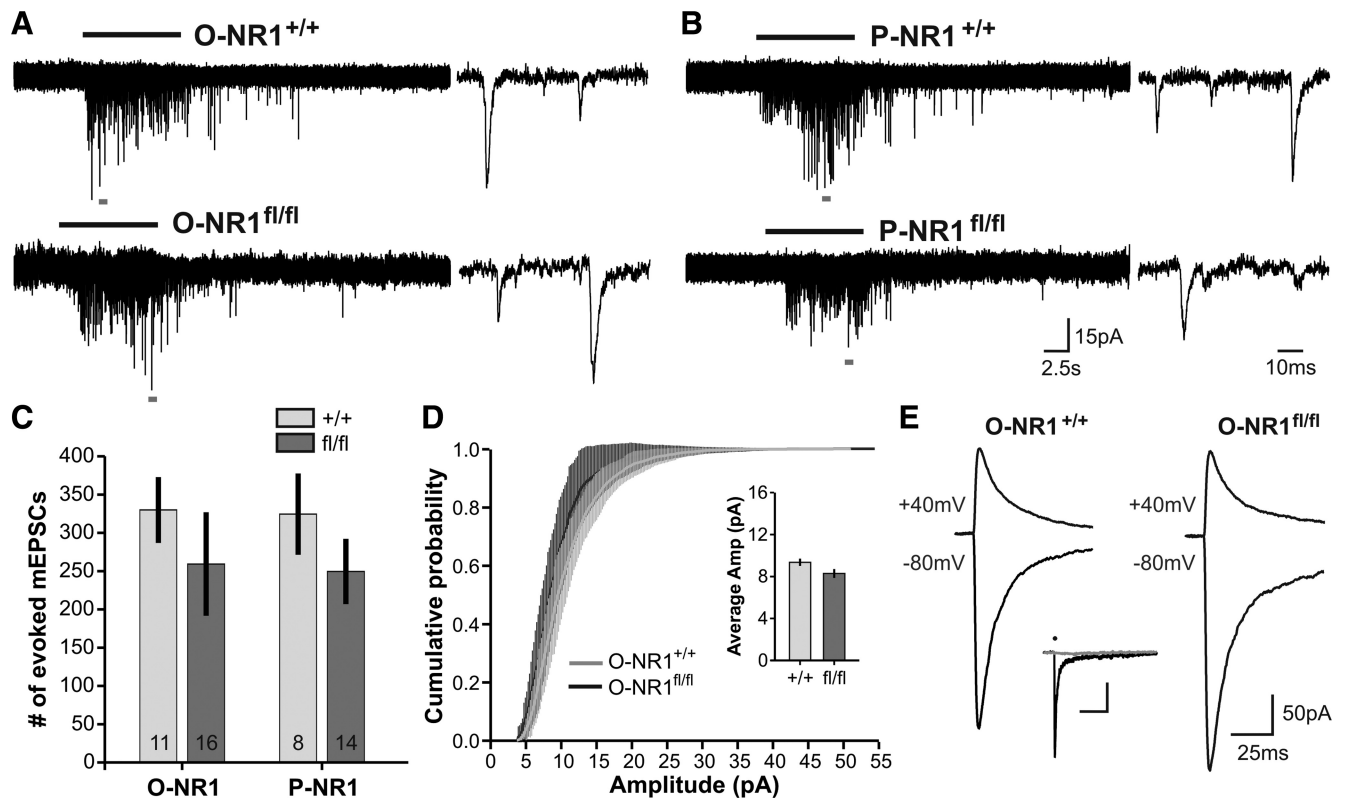 A
O-NR1+/+
B
P-NR1+/+
O-NR1fl/fl
P-NR1fl/fl
15pA
2.5s
10ms
C
+/+
fl/fl
# of evoked mEPSCs
400
350
300
250
200
150
100
50
0
11
16
8
14
O-NR1
P-NR1
D
Cumulative probability
1.0
0.8
0.6
0.4
0.2
0.0
0 5 10 15 20 25 30 35 40 45 50 55
Amplitude (pA)
O-NR1+/+
O-NR1fl/fl
Average Amp (pA)
16
12
8
4
0
+/+ fl/fl
E
O-NR1+/+
O-NR1fl/fl
+40mV
-80mV
+40mV
-80mV
50pA
25ms